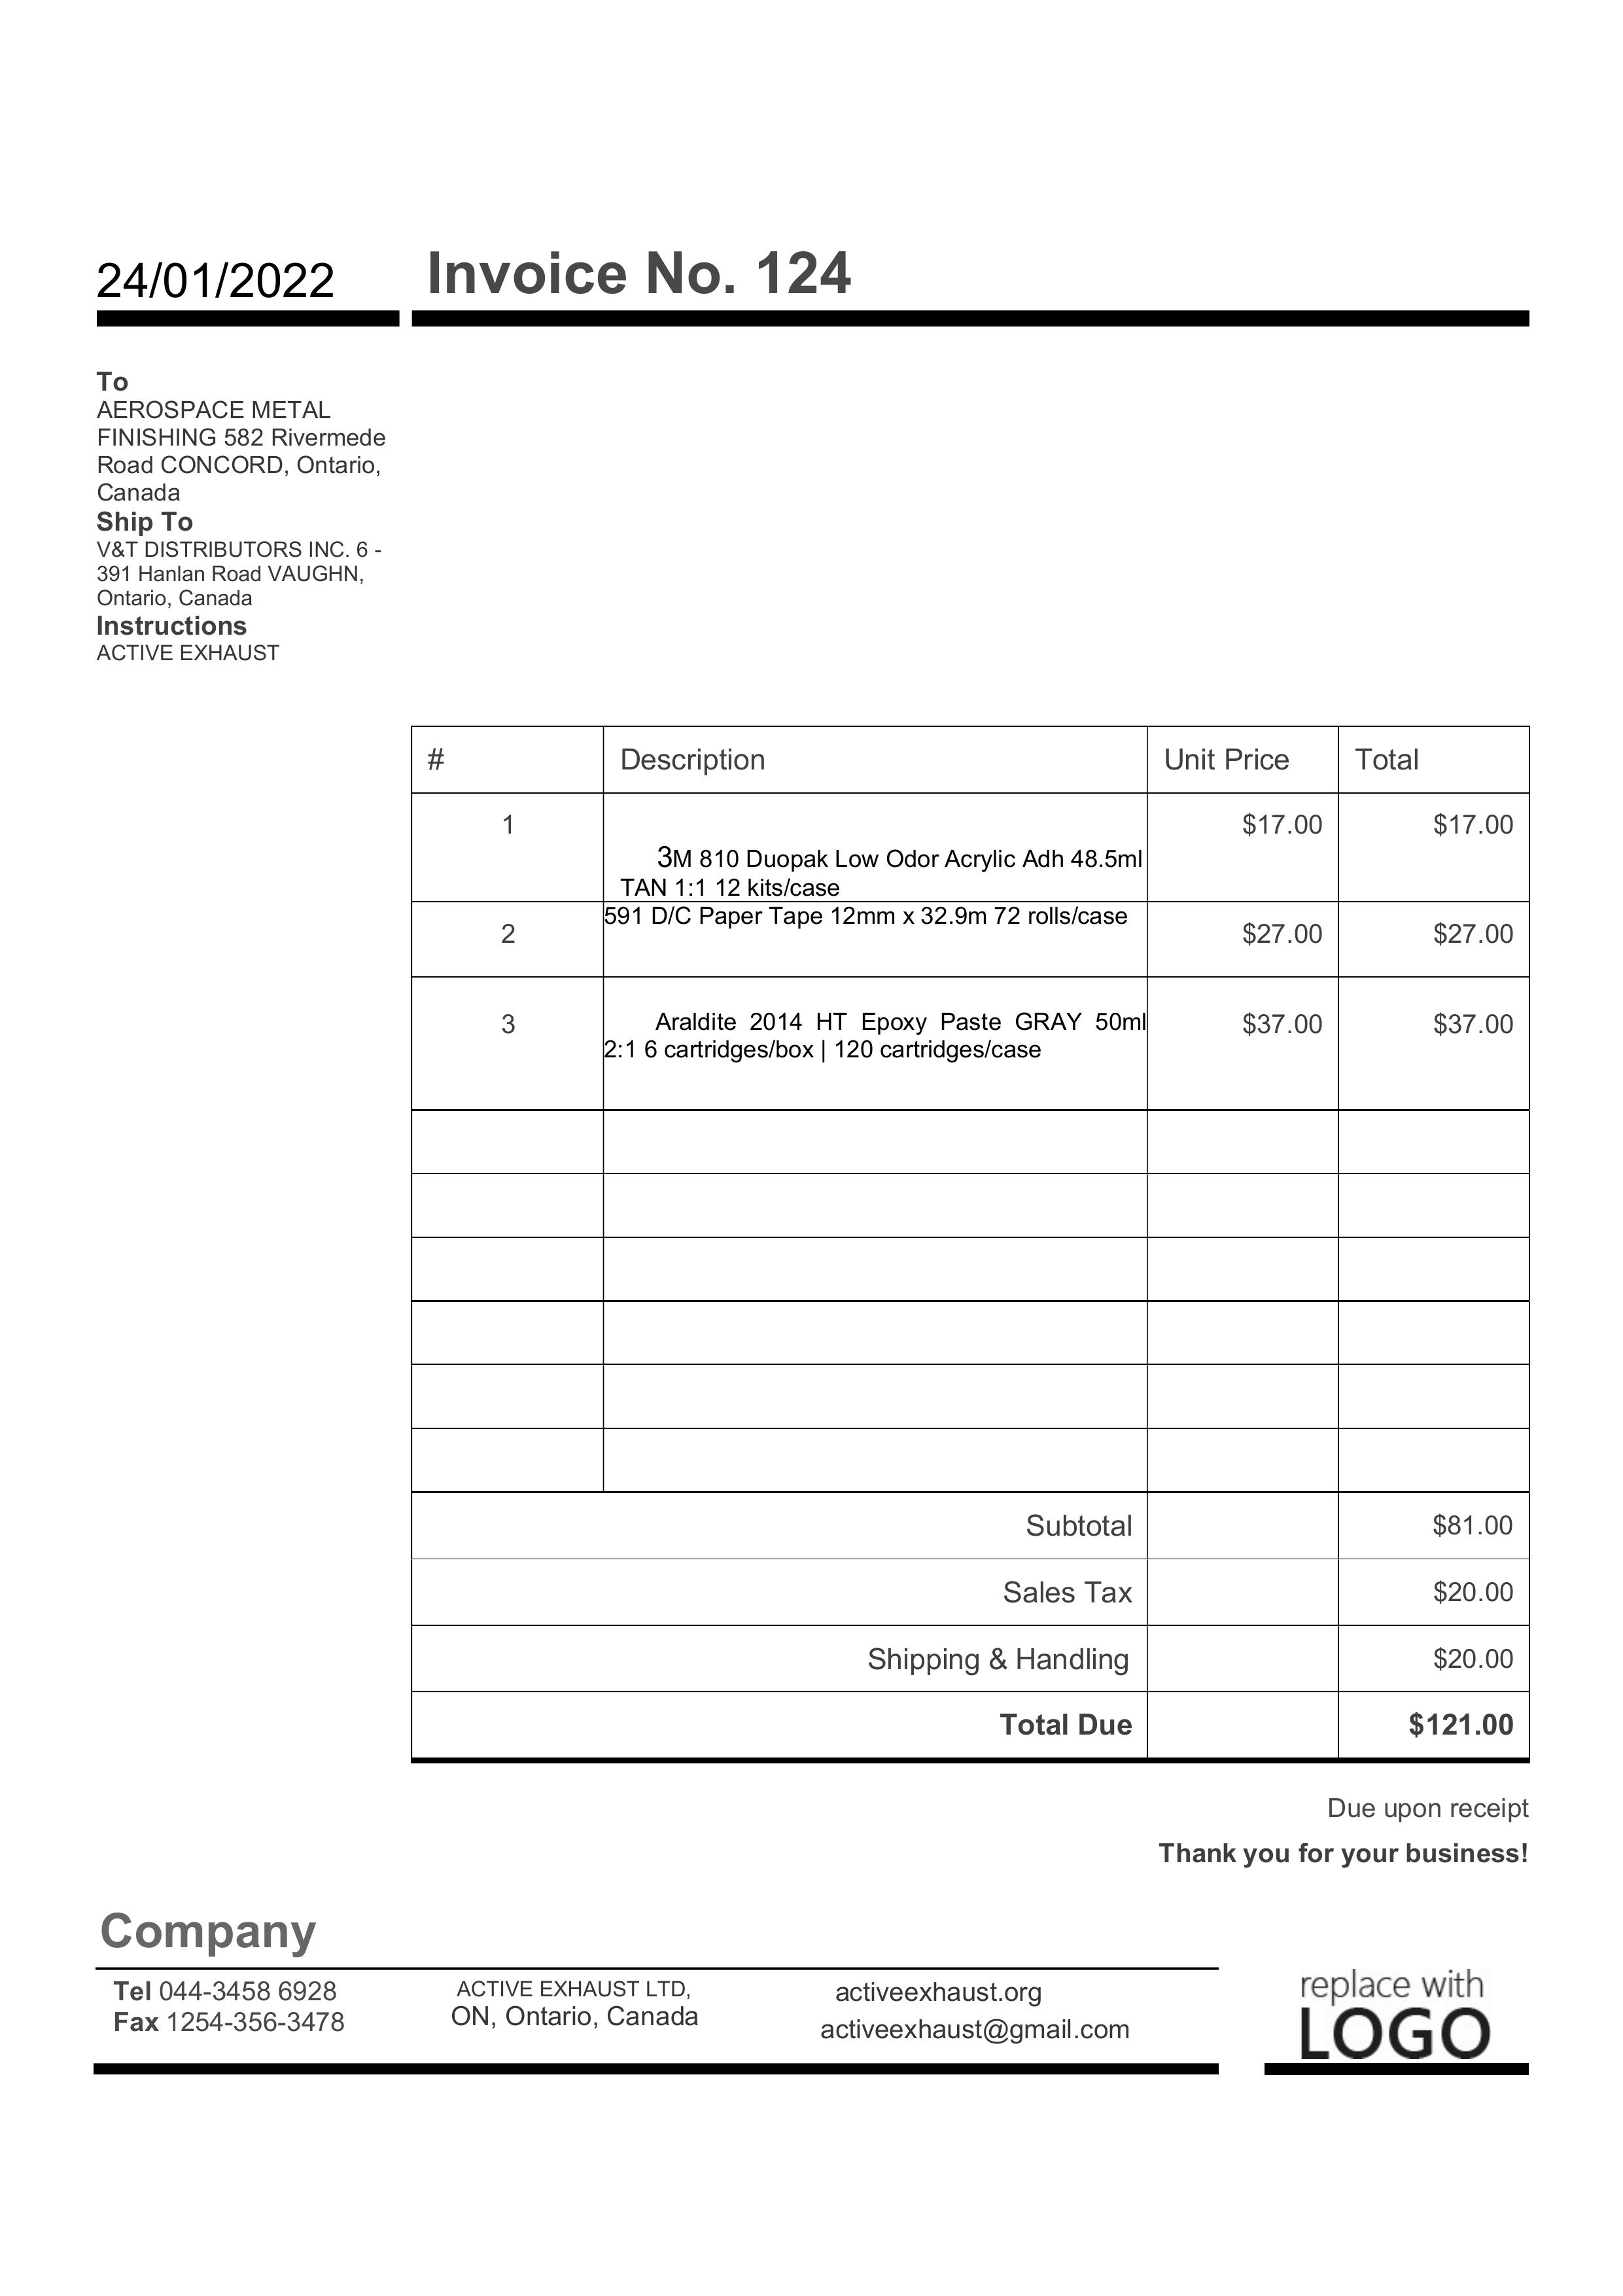 24/01/2022 Invoice No. 124
To
AEROSPACE METAL
FINISHING 582 Rivermede
Road CONCORD, Ontario,
Canada
Ship To
V&T DISTRIBUTORS INC. 6 -
391 Hanlan Road VAUGHN,
Ontario, Canada
Instructions
ACTIVE EXHAUST
# Description Unit Price Total
1 $17.00 $17.00
3M 810 Duopak Low Odor Acrylic Adh 48.5ml
TAN 1:1 12 kits/case
591 D/C Paper Tape 12mm x 32.9m 72 rolls/case
2 $27.00 $27.00
3 Araldite 2014 HT Epoxy Paste GRAY 50ml $37.00 $37.00
2:1 6 cartridges/box | 120 cartridges/case
Subtotal $81.00
Sales Tax $20.00
Shipping & Handling $20.00
Total Due $121.00
Due upon receipt
Thank you for your business!
Company
Tel 044-3458 6928 ACTIVE EXHAUST LTD, activeexhaust.org
Fax 1254-356-3478 ON, Ontario, Canada activeexhaust@gmail.com
replace with
LOGO